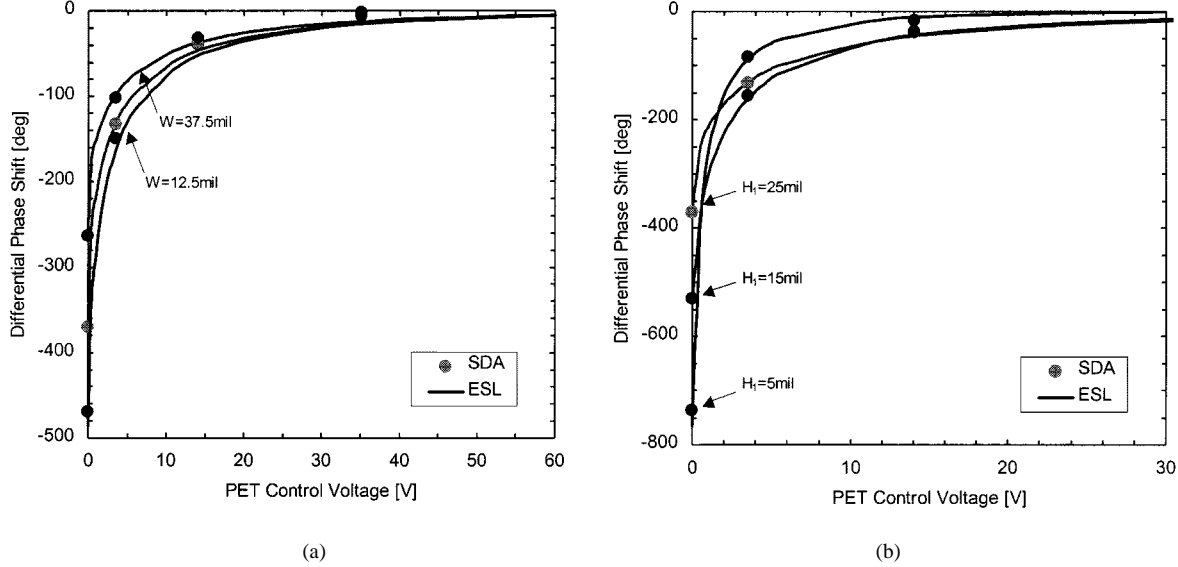 0
-100
-200
-300
-400
-500
Differential Phase Shift [deg]
W=37.5mil
W=12.5mil
SDA
ESL
0 10 20 30 40 50 60
PET Control Voltage [V]
(a)
0
-200
-400
-600
-800
Differential Phase Shift [deg]
H₁=25mil
H₁=15mil
H₁=5mil
SDA
ESL
0 10 20 30
PET Control Voltage [V]
(b)